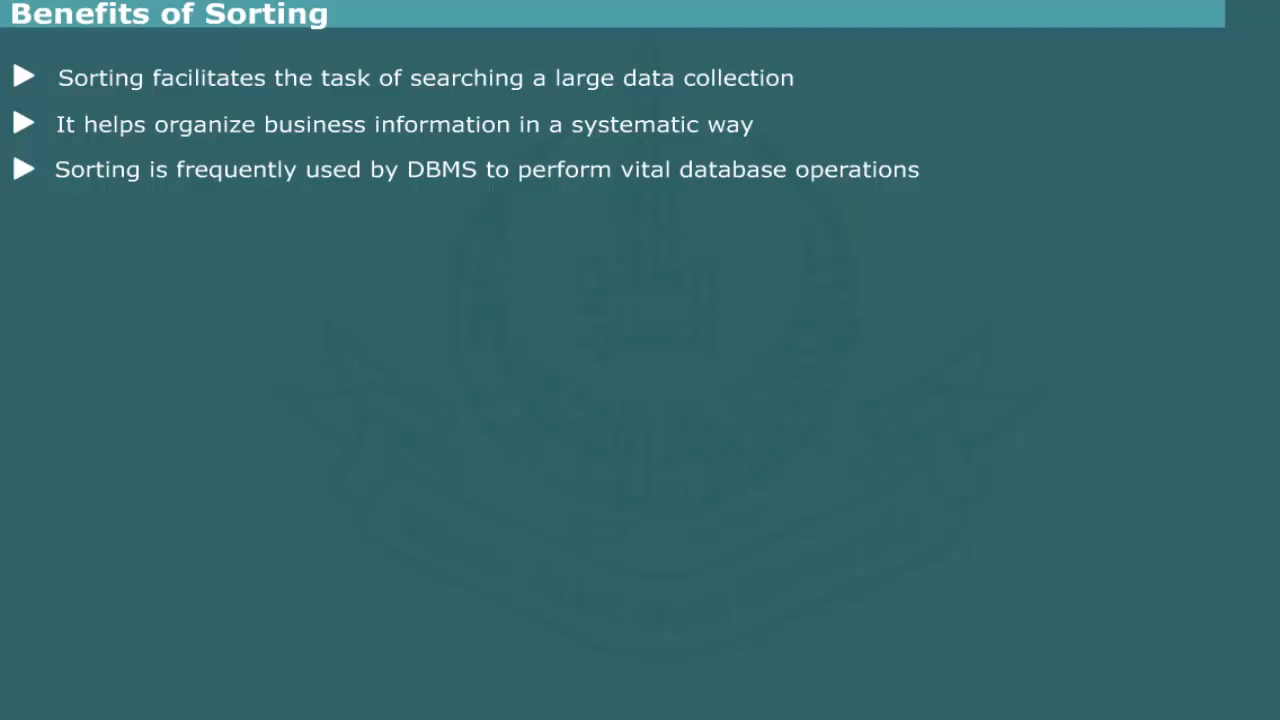 Benefits of Sorting
Sorting facilitates the task of searching a large data collection
It helps organize business information in a systematic way
Sorting is frequently used by DBMS to perform vital database operations